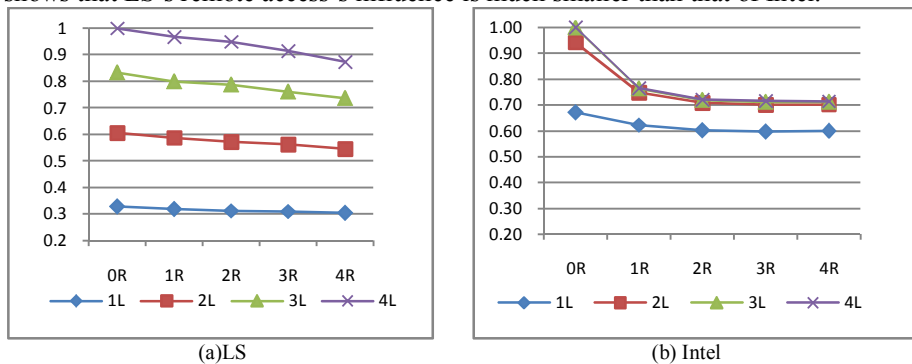 shows that LS's remote access's influence is much smaller than that of Intel.
1
0.9
0.8
0.7
0.6
0.5
0.4
0.3
0.2
0R 1R 2R 3R 4R
1L 2L 3L 4L
(a)LS
1.00
0.90
0.80
0.70
0.60
0.50
0.40
0.30
0.20
0R 1R 2R 3R 4R
1L 2L 3L 4L
(b) Intel